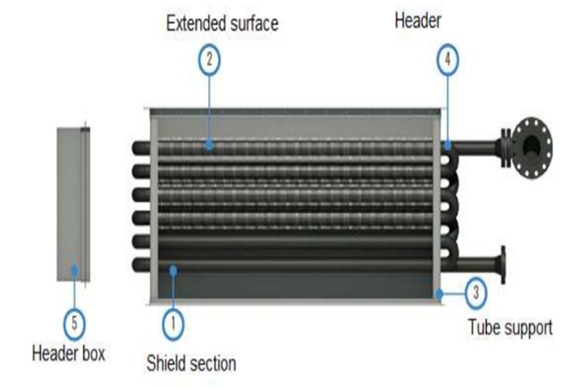 Extended surface
Header
2
4
5
1
3
Header box
Shield section
Tube support